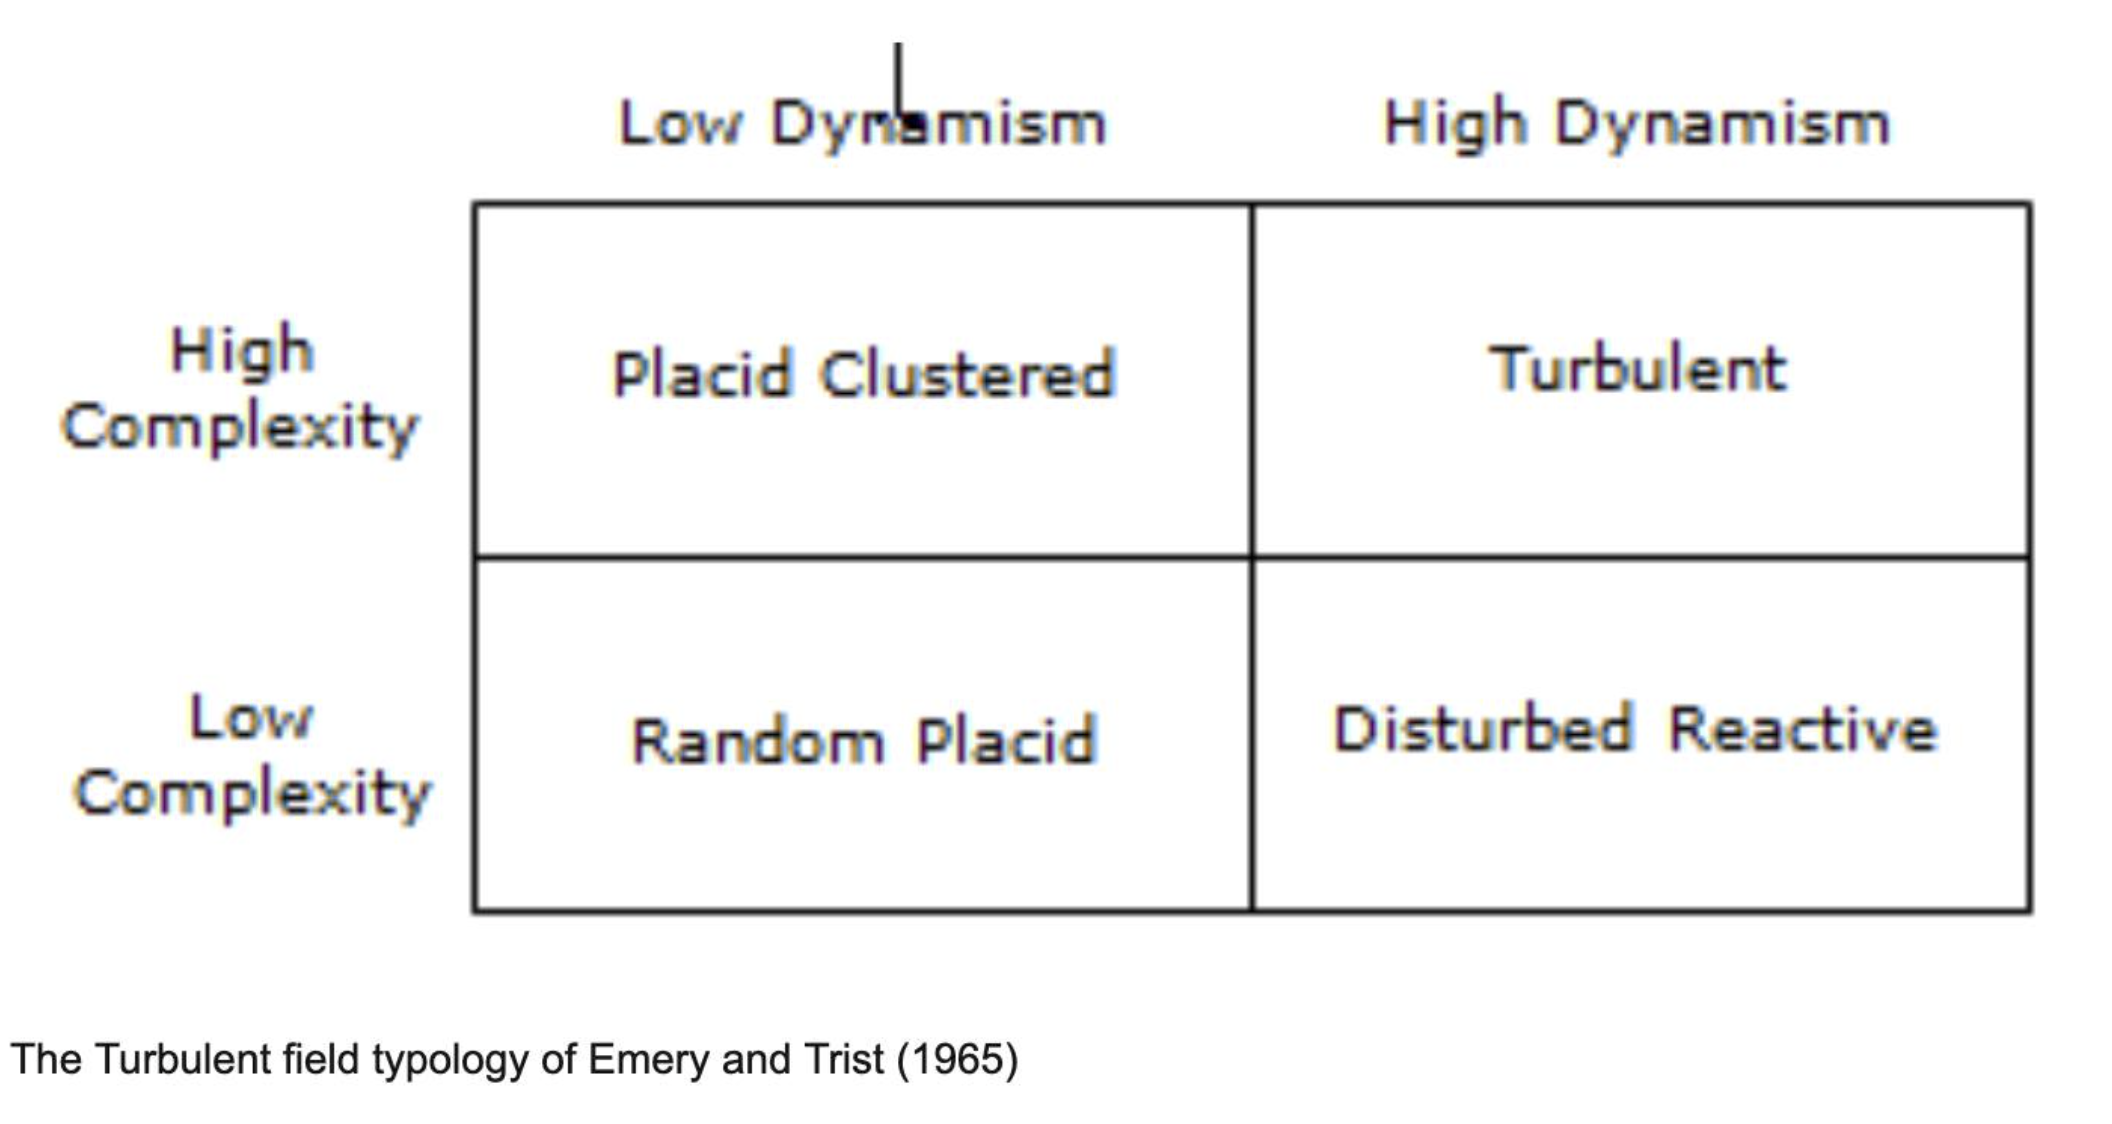 Low Dynamism High Dynamism
High
Complexity
Placid Clustered Turbulent
Low
Complexity
Random Placid Disturbed Reactive
The Turbulent field typology of Emery and Trist (1965)